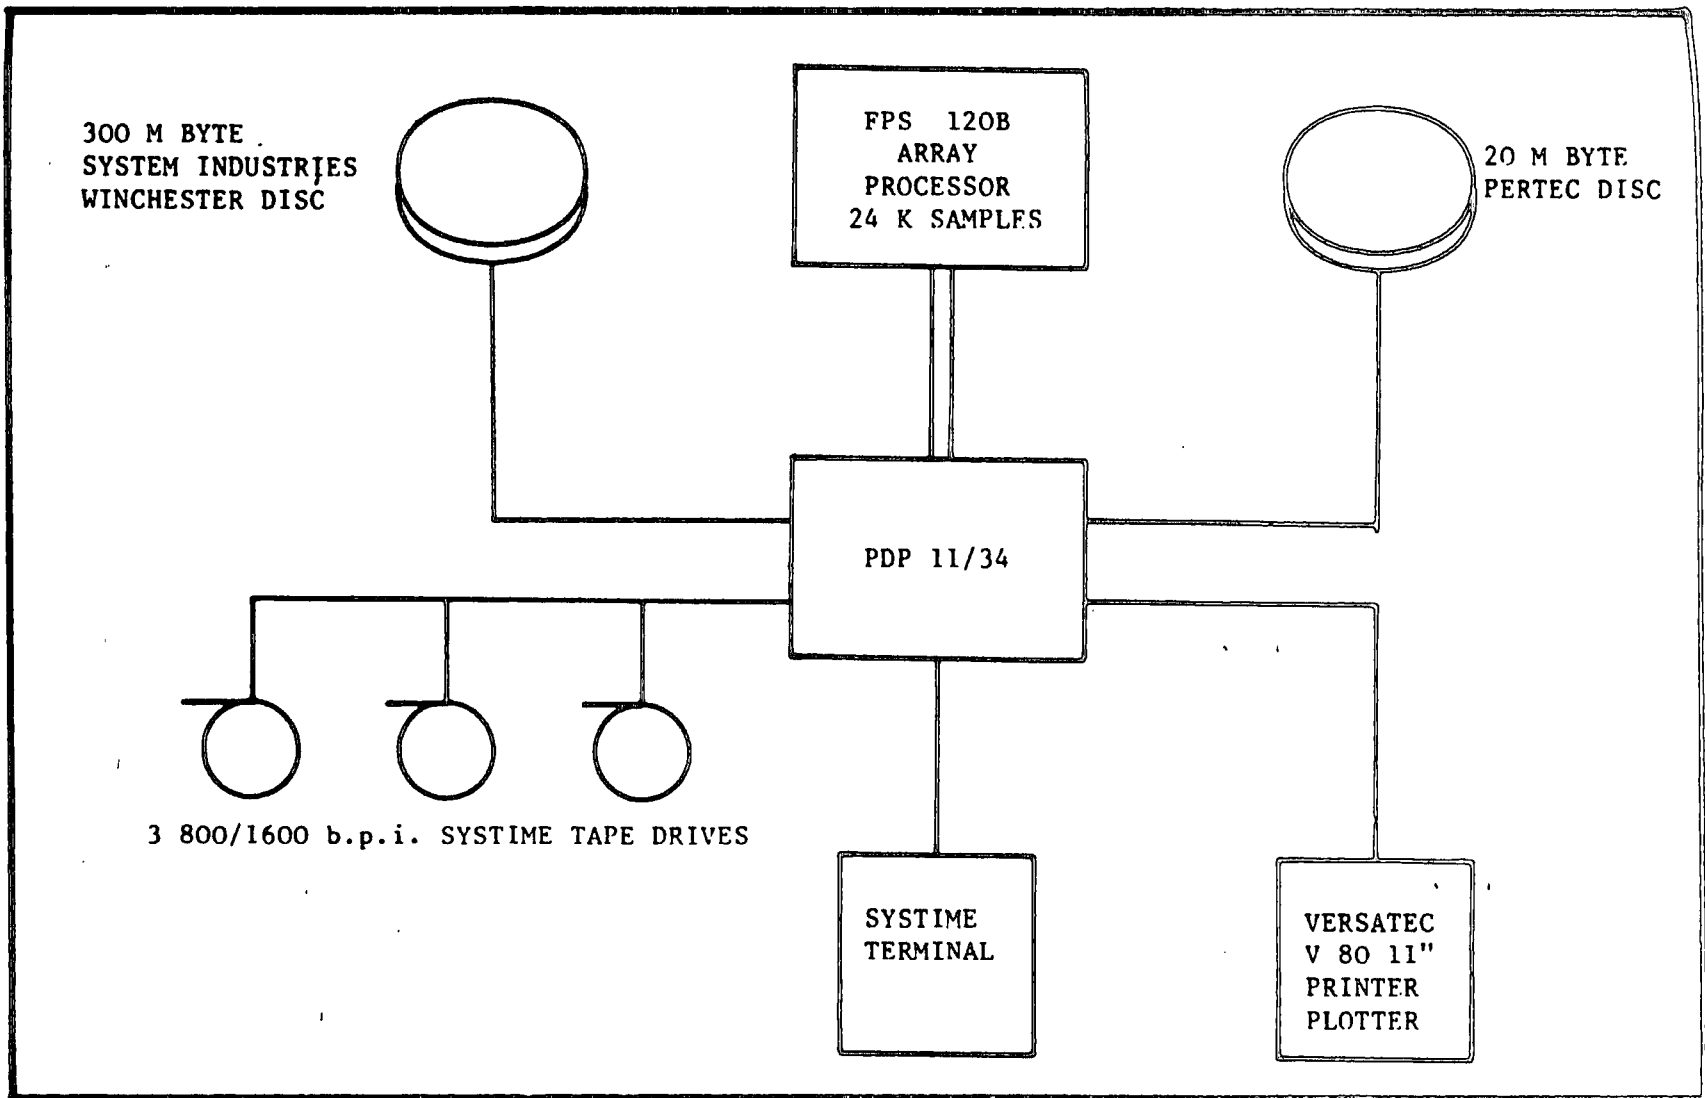 300 M BYTE
SYSTEM INDUSTRIES
WINCHESTER DISC
FPS 120B
ARRAY
PROCESSOR
24 K SAMPLES
20 M BYTE
PERTEC DISC
PDP 11/34
3 800/1600 b.p.i. SYSTIME TAPE DRIVES
SYSTIME
TERMINAL
VERSATEC
V 80 11"
PRINTER
PLOTTER